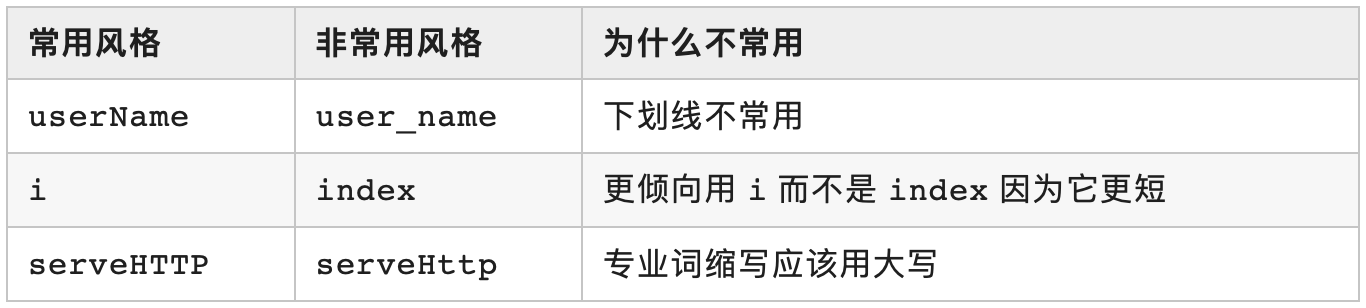 常用风格 非常用风格 为什么不常用
userName user_name 下划线不常用
i index 更倾向用 i 而不是 index 因为它更短
serveHTTP serveHttp 专业词缩写应该用大写